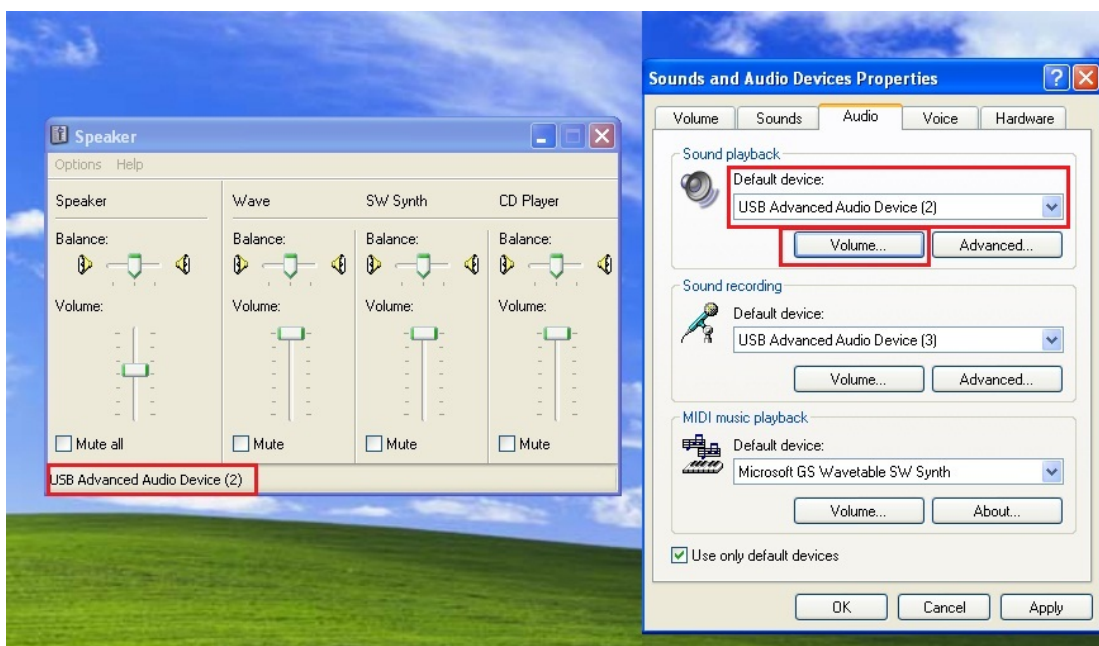 Speaker
Options Help
Speaker Wave SW Synth CD Player
Balance: Balance: Balance: Balance:
Volume: Volume: Volume: Volume:
Mute all Mute Mute Mute
USB Advanced Audio Device (2)
Sounds and Audio Devices Properties
Volume Sounds Audio Voice Hardware
Sound playback
Default device:
USB Advanced Audio Device (2)
Volume... Advanced...
Sound recording
Default device:
USB Advanced Audio Device (3)
Volume... Advanced...
MIDI music playback
Default device:
Microsoft GS Wavetable SW Synth
Volume... About...
Use only default devices
OK Cancel Apply